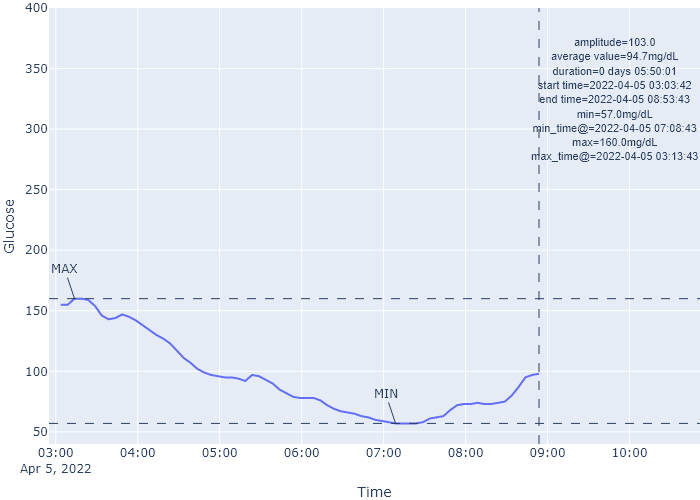 400
350
300
250
200
150
100
50
Glucose
amplitude=103.0
average value=94.7mg/dL
duration=0 days 05:50:01
start time=2022-04-05 03:03:42
end time=2022-04-05 08:53:43
min=57.0mg/dL
min_time@=2022-04-05 07:08:43
max=160.0mg/dL
max_time@=2022-04-05 03:13:43
MAX
MIN
03:00 04:00 05:00 06:00 07:00 08:00 09:00 10:00
Apr 5, 2022
Time